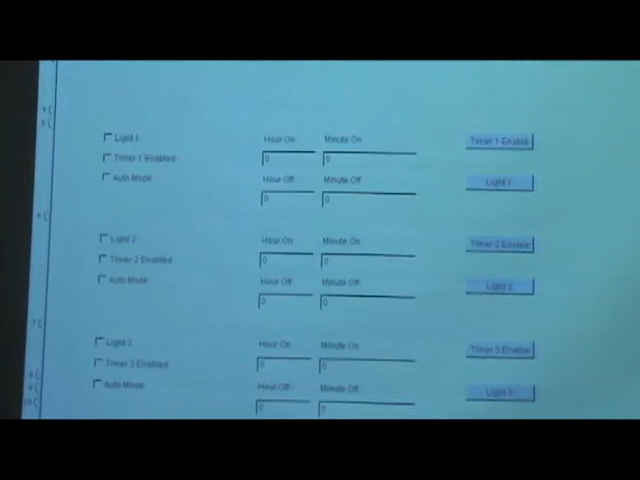 Light 1
Hour On Minute On
Timer 1 Enable
Timer 1 Enabled
0 0
Auto Mode
Hour Off Minute Off
Light 1
0 0
Light 2
Hour On Minute On
Timer 2 Enable
Timer 2 Enabled
0 0
Auto Mode
Hour Off Minute Off
Light 2
0 0
Light 3
Hour On Minute On
Timer 3 Enable
Timer 3 Enabled
0 0
Auto Mode
Hour Off Minute Off
Light 3
0 0